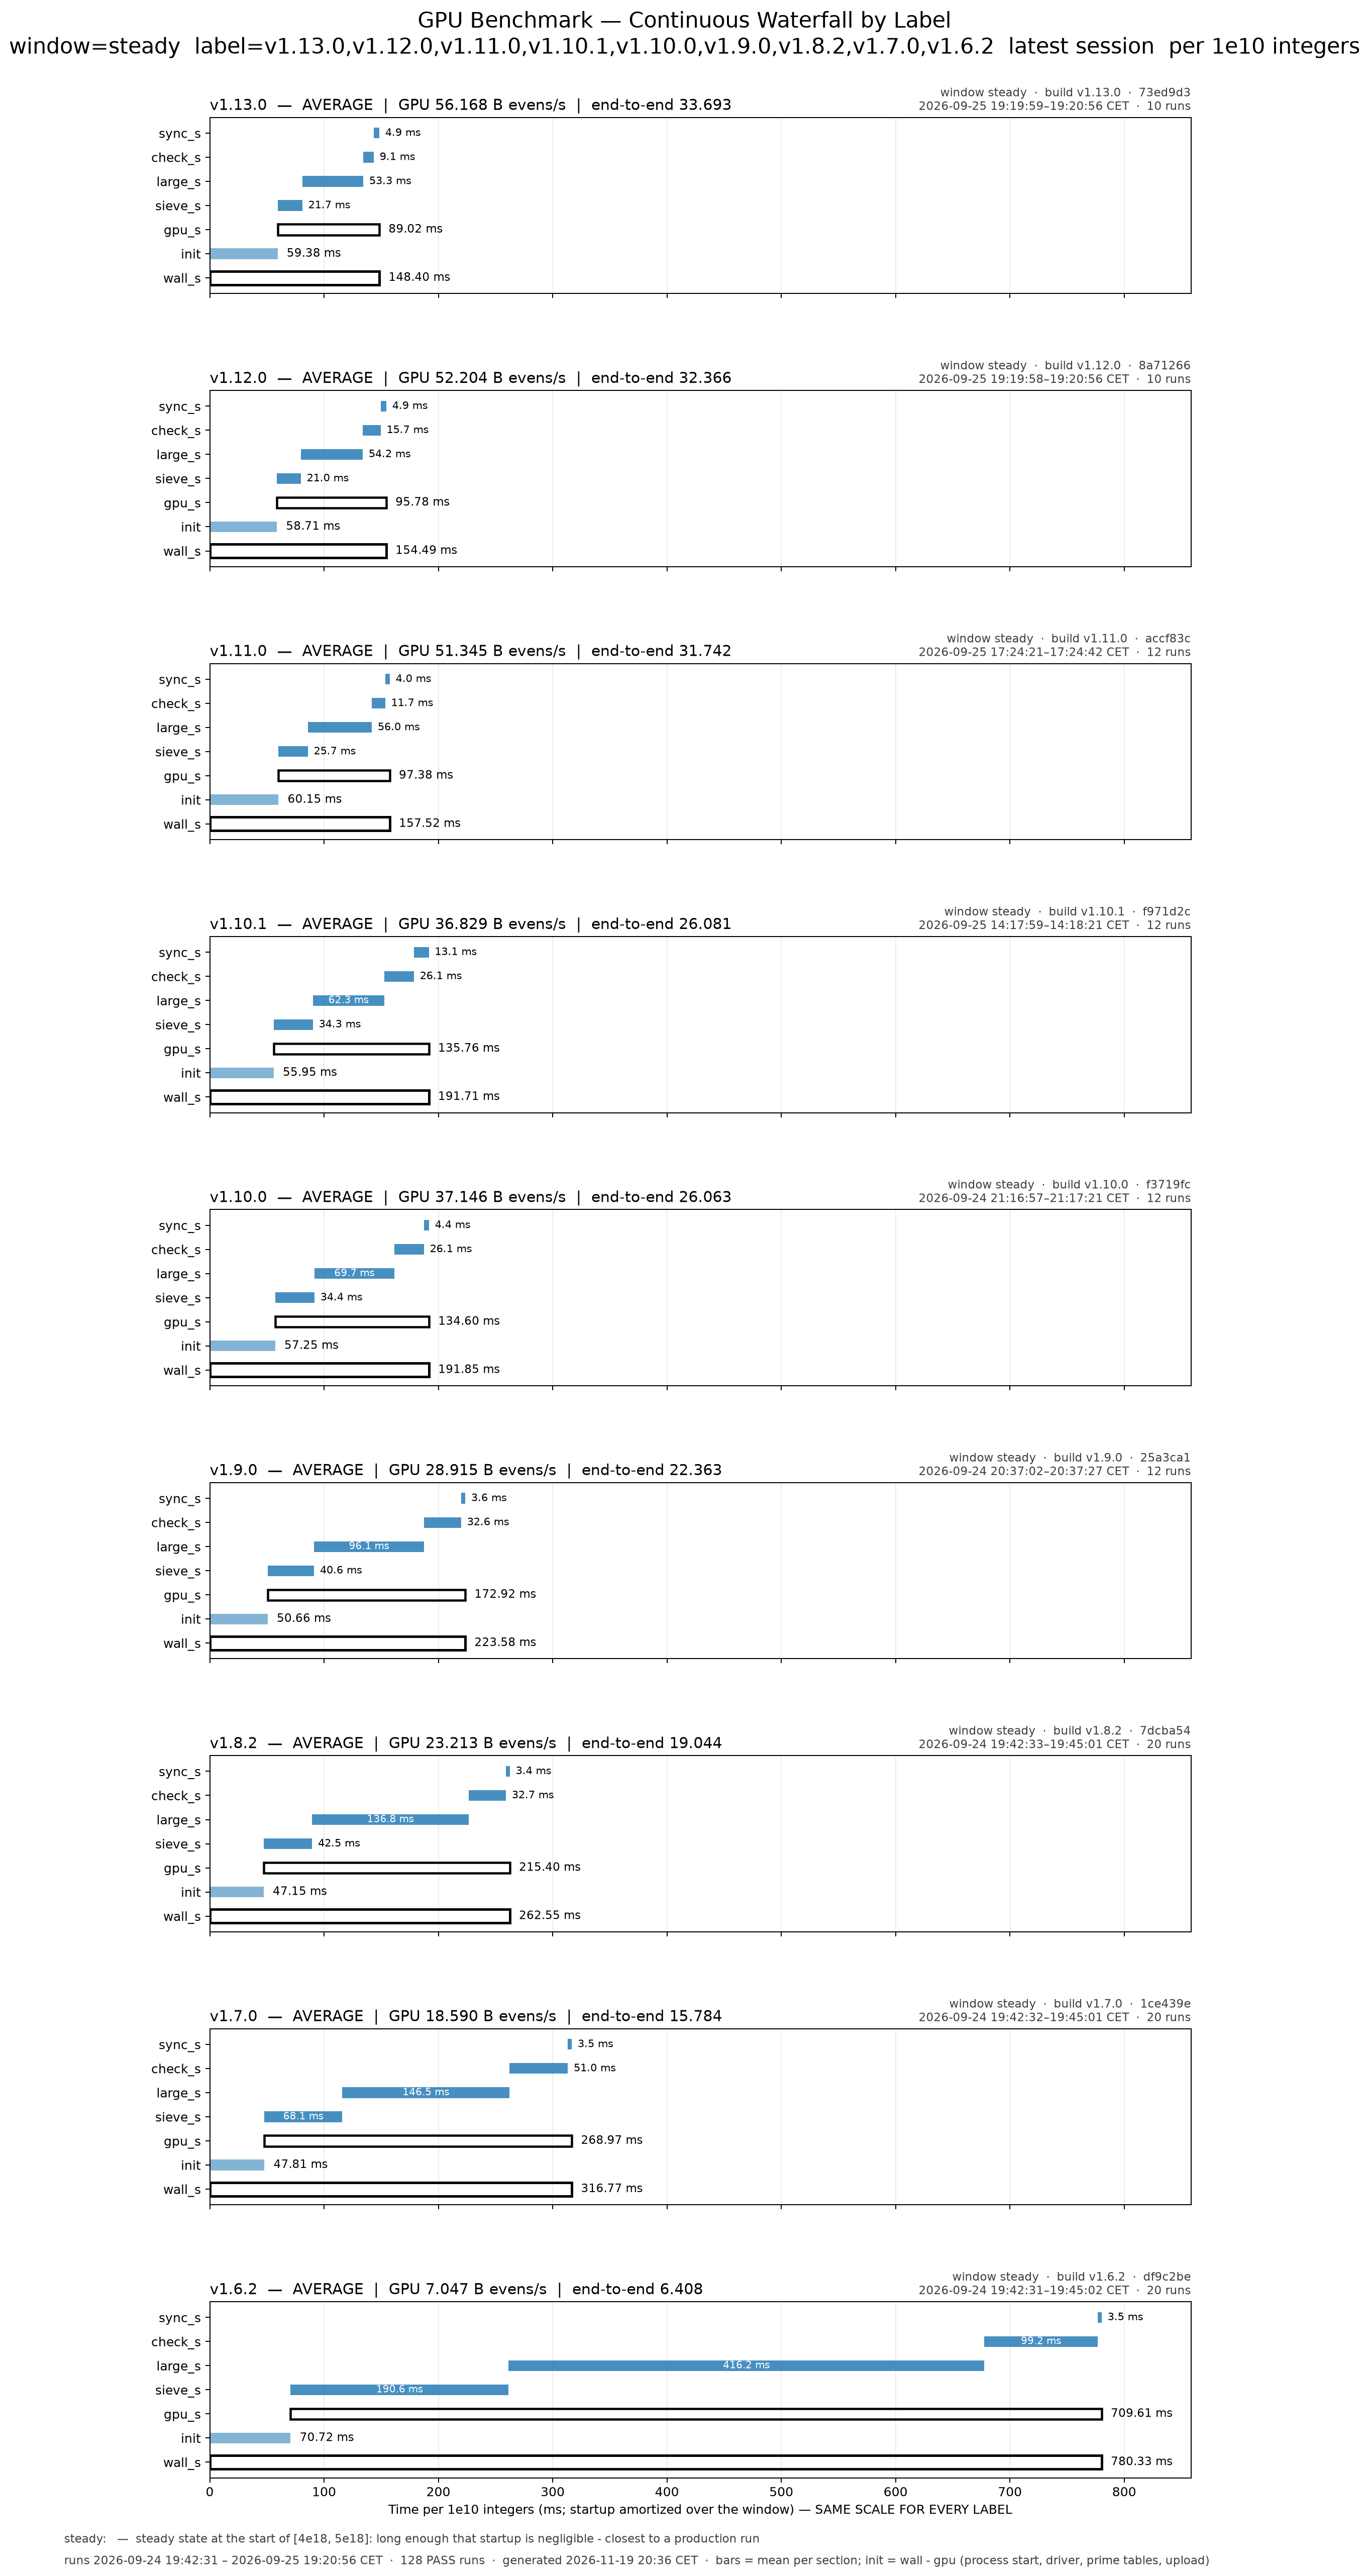 GPU Benchmark — Continuous Waterfall by Label
window=steady  label=v1.13.0,v1.12.0,v1.11.0,v1.10.1,v1.10.0,v1.9.0,v1.8.2,v1.7.0,v1.6.2  latest session  per 1e10 integers
window steady · build v1.13.0 · 73ed9d3
v1.13.0 — AVERAGE | GPU 56.168 B evens/s | end-to-end 33.693
2026-09-25 19:19:59–19:20:56 CET · 10 runs
sync_s 4.9 ms
check_s 9.1 ms
large_s 53.3 ms
sieve_s 21.7 ms
gpu_s 89.02 ms
init 59.38 ms
wall_s 148.40 ms
window steady · build v1.12.0 · 8a71266
v1.12.0 — AVERAGE | GPU 52.204 B evens/s | end-to-end 32.366
2026-09-25 19:19:58–19:20:56 CET · 10 runs
sync_s 4.9 ms
check_s 15.7 ms
large_s 54.2 ms
sieve_s 21.0 ms
gpu_s 95.78 ms
init 58.71 ms
wall_s 154.49 ms
window steady · build v1.11.0 · accf83c
v1.11.0 — AVERAGE | GPU 51.345 B evens/s | end-to-end 31.742
2026-09-25 17:24:21–17:24:42 CET · 12 runs
sync_s 4.0 ms
check_s 11.7 ms
large_s 56.0 ms
sieve_s 25.7 ms
gpu_s 97.38 ms
init 60.15 ms
wall_s 157.52 ms
window steady · build v1.10.1 · f971d2c
v1.10.1 — AVERAGE | GPU 36.829 B evens/s | end-to-end 26.081
2026-09-25 14:17:59–14:18:21 CET · 12 runs
sync_s 13.1 ms
check_s 26.1 ms
large_s 62.3 ms
sieve_s 34.3 ms
gpu_s 135.76 ms
init 55.95 ms
wall_s 191.71 ms
window steady · build v1.10.0 · f3719fc
v1.10.0 — AVERAGE | GPU 37.146 B evens/s | end-to-end 26.063
2026-09-24 21:16:57–21:17:21 CET · 12 runs
sync_s 4.4 ms
check_s 26.1 ms
large_s 69.7 ms
sieve_s 34.4 ms
gpu_s 134.60 ms
init 57.25 ms
wall_s 191.85 ms
window steady · build v1.9.0 · 25a3ca1
v1.9.0 — AVERAGE | GPU 28.915 B evens/s | end-to-end 22.363
2026-09-24 20:37:02–20:37:27 CET · 12 runs
sync_s 3.6 ms
check_s 32.6 ms
large_s 96.1 ms
sieve_s 40.6 ms
gpu_s 172.92 ms
init 50.66 ms
wall_s 223.58 ms
window steady · build v1.8.2 · 7dcba54
v1.8.2 — AVERAGE | GPU 23.213 B evens/s | end-to-end 19.044
2026-09-24 19:42:33–19:45:01 CET · 20 runs
sync_s 3.4 ms
check_s 32.7 ms
large_s 136.8 ms
sieve_s 42.5 ms
gpu_s 215.40 ms
init 47.15 ms
wall_s 262.55 ms
window steady · build v1.7.0 · 1ce439e
v1.7.0 — AVERAGE | GPU 18.590 B evens/s | end-to-end 15.784
2026-09-24 19:42:32–19:45:01 CET · 20 runs
sync_s 3.5 ms
check_s 51.0 ms
large_s 146.5 ms
sieve_s 68.1 ms
gpu_s 268.97 ms
init 47.81 ms
wall_s 316.77 ms
window steady · build v1.6.2 · df9c2be
v1.6.2 — AVERAGE | GPU 7.047 B evens/s | end-to-end 6.408
2026-09-24 19:42:31–19:45:02 CET · 20 runs
sync_s 3.5 ms
check_s 99.2 ms
large_s 416.2 ms
sieve_s 190.6 ms
gpu_s 709.61 ms
init 70.72 ms
wall_s 780.33 ms
0 100 200 300 400 500 600 700 800
Time per 1e10 integers (ms; startup amortized over the window) — SAME SCALE FOR EVERY LABEL
steady:  — steady state at the start of [4e18, 5e18]: long enough that startup is negligible - closest to a production run
runs 2026-09-24 19:42:31 – 2026-09-25 19:20:56 CET · 128 PASS runs · generated 2026-11-19 20:36 CET · bars = mean per section; init = wall - gpu (process start, driver, prime tables, upload)